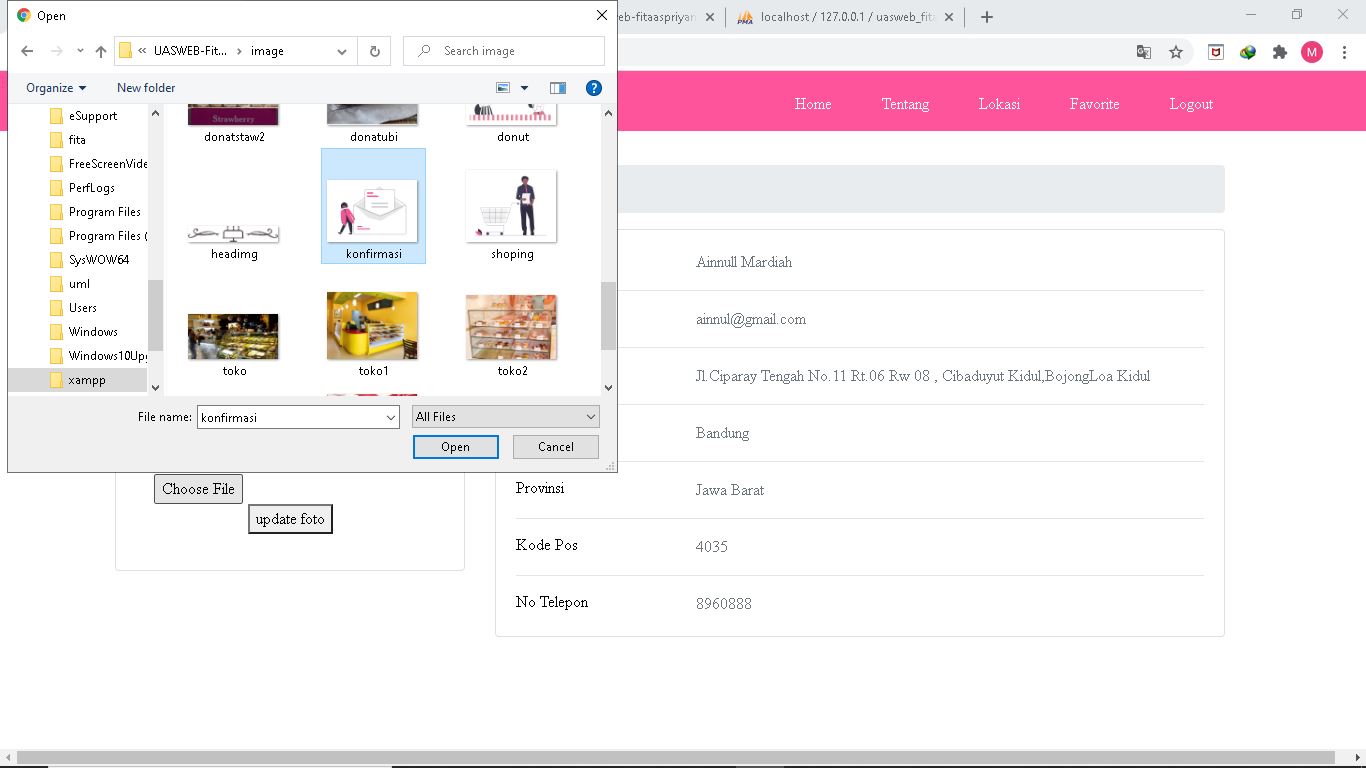 Open
eb-fitaaspriyan
localhost / 127.0.0.1 / uasweb_fit
PMA
UASWEB-Fit...
image
Search image
M
Organize
New folder
Home
Tentang
Lokasi
Favorite
Logout
eSupport
fita
FreeScreenVide
PerfLogs
Program Files
Program Files (
SysWOW64
uml
Users
Windows
Windows10Upg
xampp
Strawberry
donatstaw2
donatubi
donut
headimg
konfirmasi
shoping
toko
toko1
toko2
File name:
konfirmasi
All Files
Open
Cancel
Choose File
update foto
Ainnull Mardiah
ainnul@gmail.com
Jl.Ciparay Tengah No.11 Rt.06 Rw 08 , Cibaduyut Kidul,BojongLoa Kidul
Bandung
Provinsi
Jawa Barat
Kode Pos
4035
No Telepon
8960888